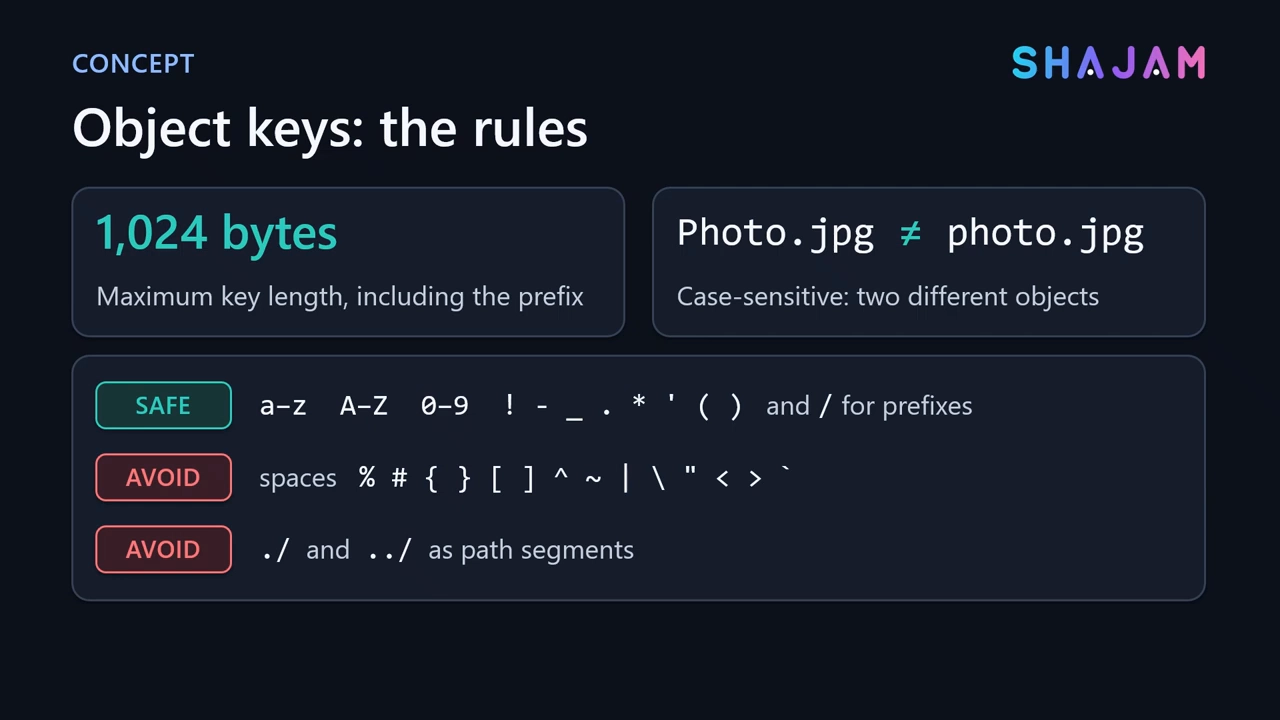 CONCEPT
SHAJAM
Object keys: the rules
1,024 bytes
Maximum key length, including the prefix
Photo.jpg ≠ photo.jpg
Case-sensitive: two different objects
SAFE a–z A–Z 0–9 ! - _ . * ' ( ) and / for prefixes
AVOID spaces % # { } [ ] ^ ~ | \ " < > `
AVOID ./ and ../ as path segments